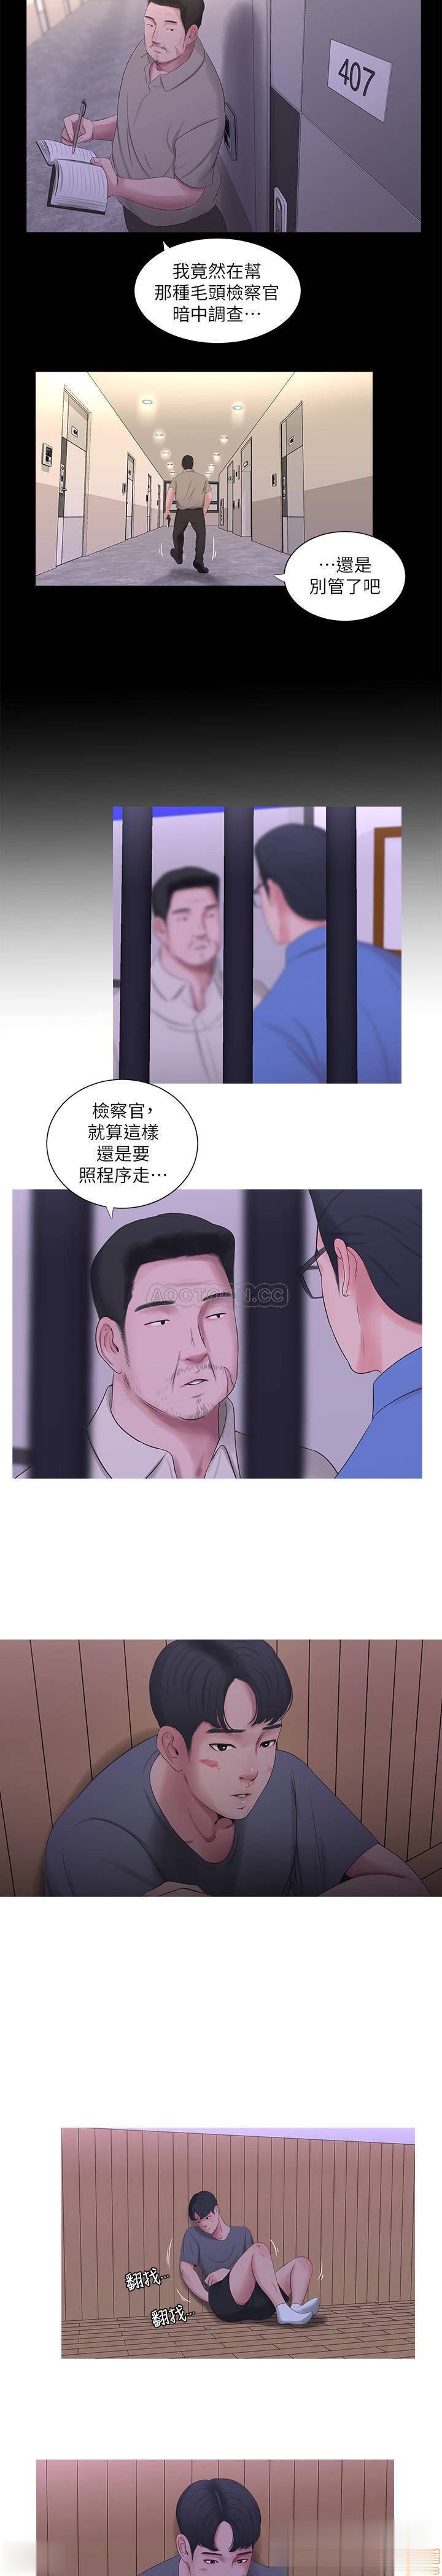 407
我竟然在幫
那種毛頭檢察官
暗中調查…
…還是
別管了吧
檢察官，
就算這樣
還是要
照程序走…
翻找…
翻找…